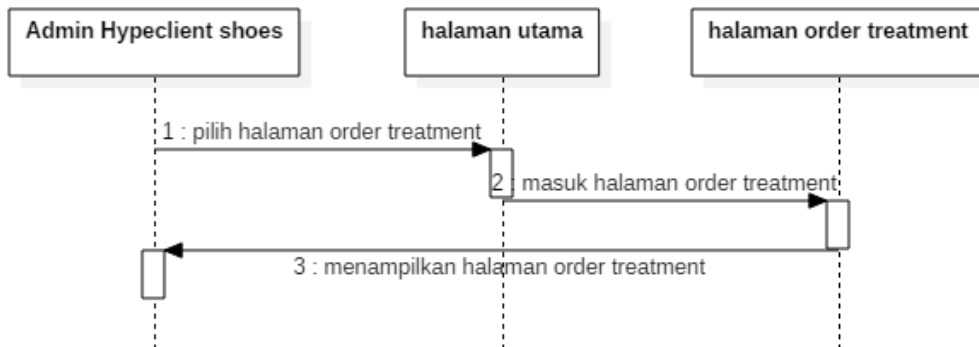 Admin Hypeclient shoes
halaman utama
halaman order treatment
1 : pilih halaman order treatment
2 : masuk halaman order treatment
3 : menampilkan halaman order treatment